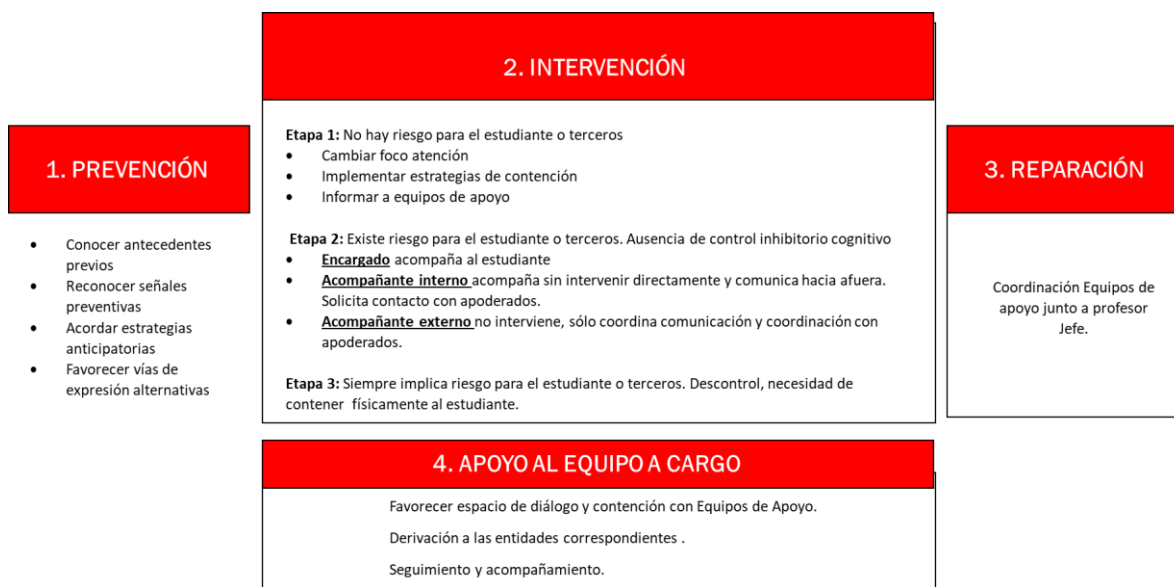 1. PREVENCIÓN
• Conocer antecedentes
previos
• Reconocer señales
preventivas
• Acordar estrategias
anticipatorias
• Favorecer vías de
expresión alternativas
2. INTERVENCIÓN
Etapa 1: No hay riesgo para el estudiante o terceros
• Cambiar foco atención
• Implementar estrategias de contención
• Informar a equipos de apoyo
Etapa 2: Existe riesgo para el estudiante o terceros. Ausencia de control inhibitorio cognitivo
• Encargado acompaña al estudiante
• Acompañante interno acompaña sin intervenir directamente y comunica hacia afuera.
Solicita contacto con apoderados.
• Acompañante externo no interviene, sólo coordina comunicación y coordinación con
apoderados.
Etapa 3: Siempre implica riesgo para el estudiante o terceros. Descontrol, necesidad de
contener físicamente al estudiante.
3. REPARACIÓN
Coordinación Equipos de
apoyo junto a profesor
Jefe.
4. APOYO AL EQUIPO A CARGO
Favorecer espacio de diálogo y contención con Equipos de Apoyo.
Derivación a las entidades correspondientes .
Seguimiento y acompañamiento.